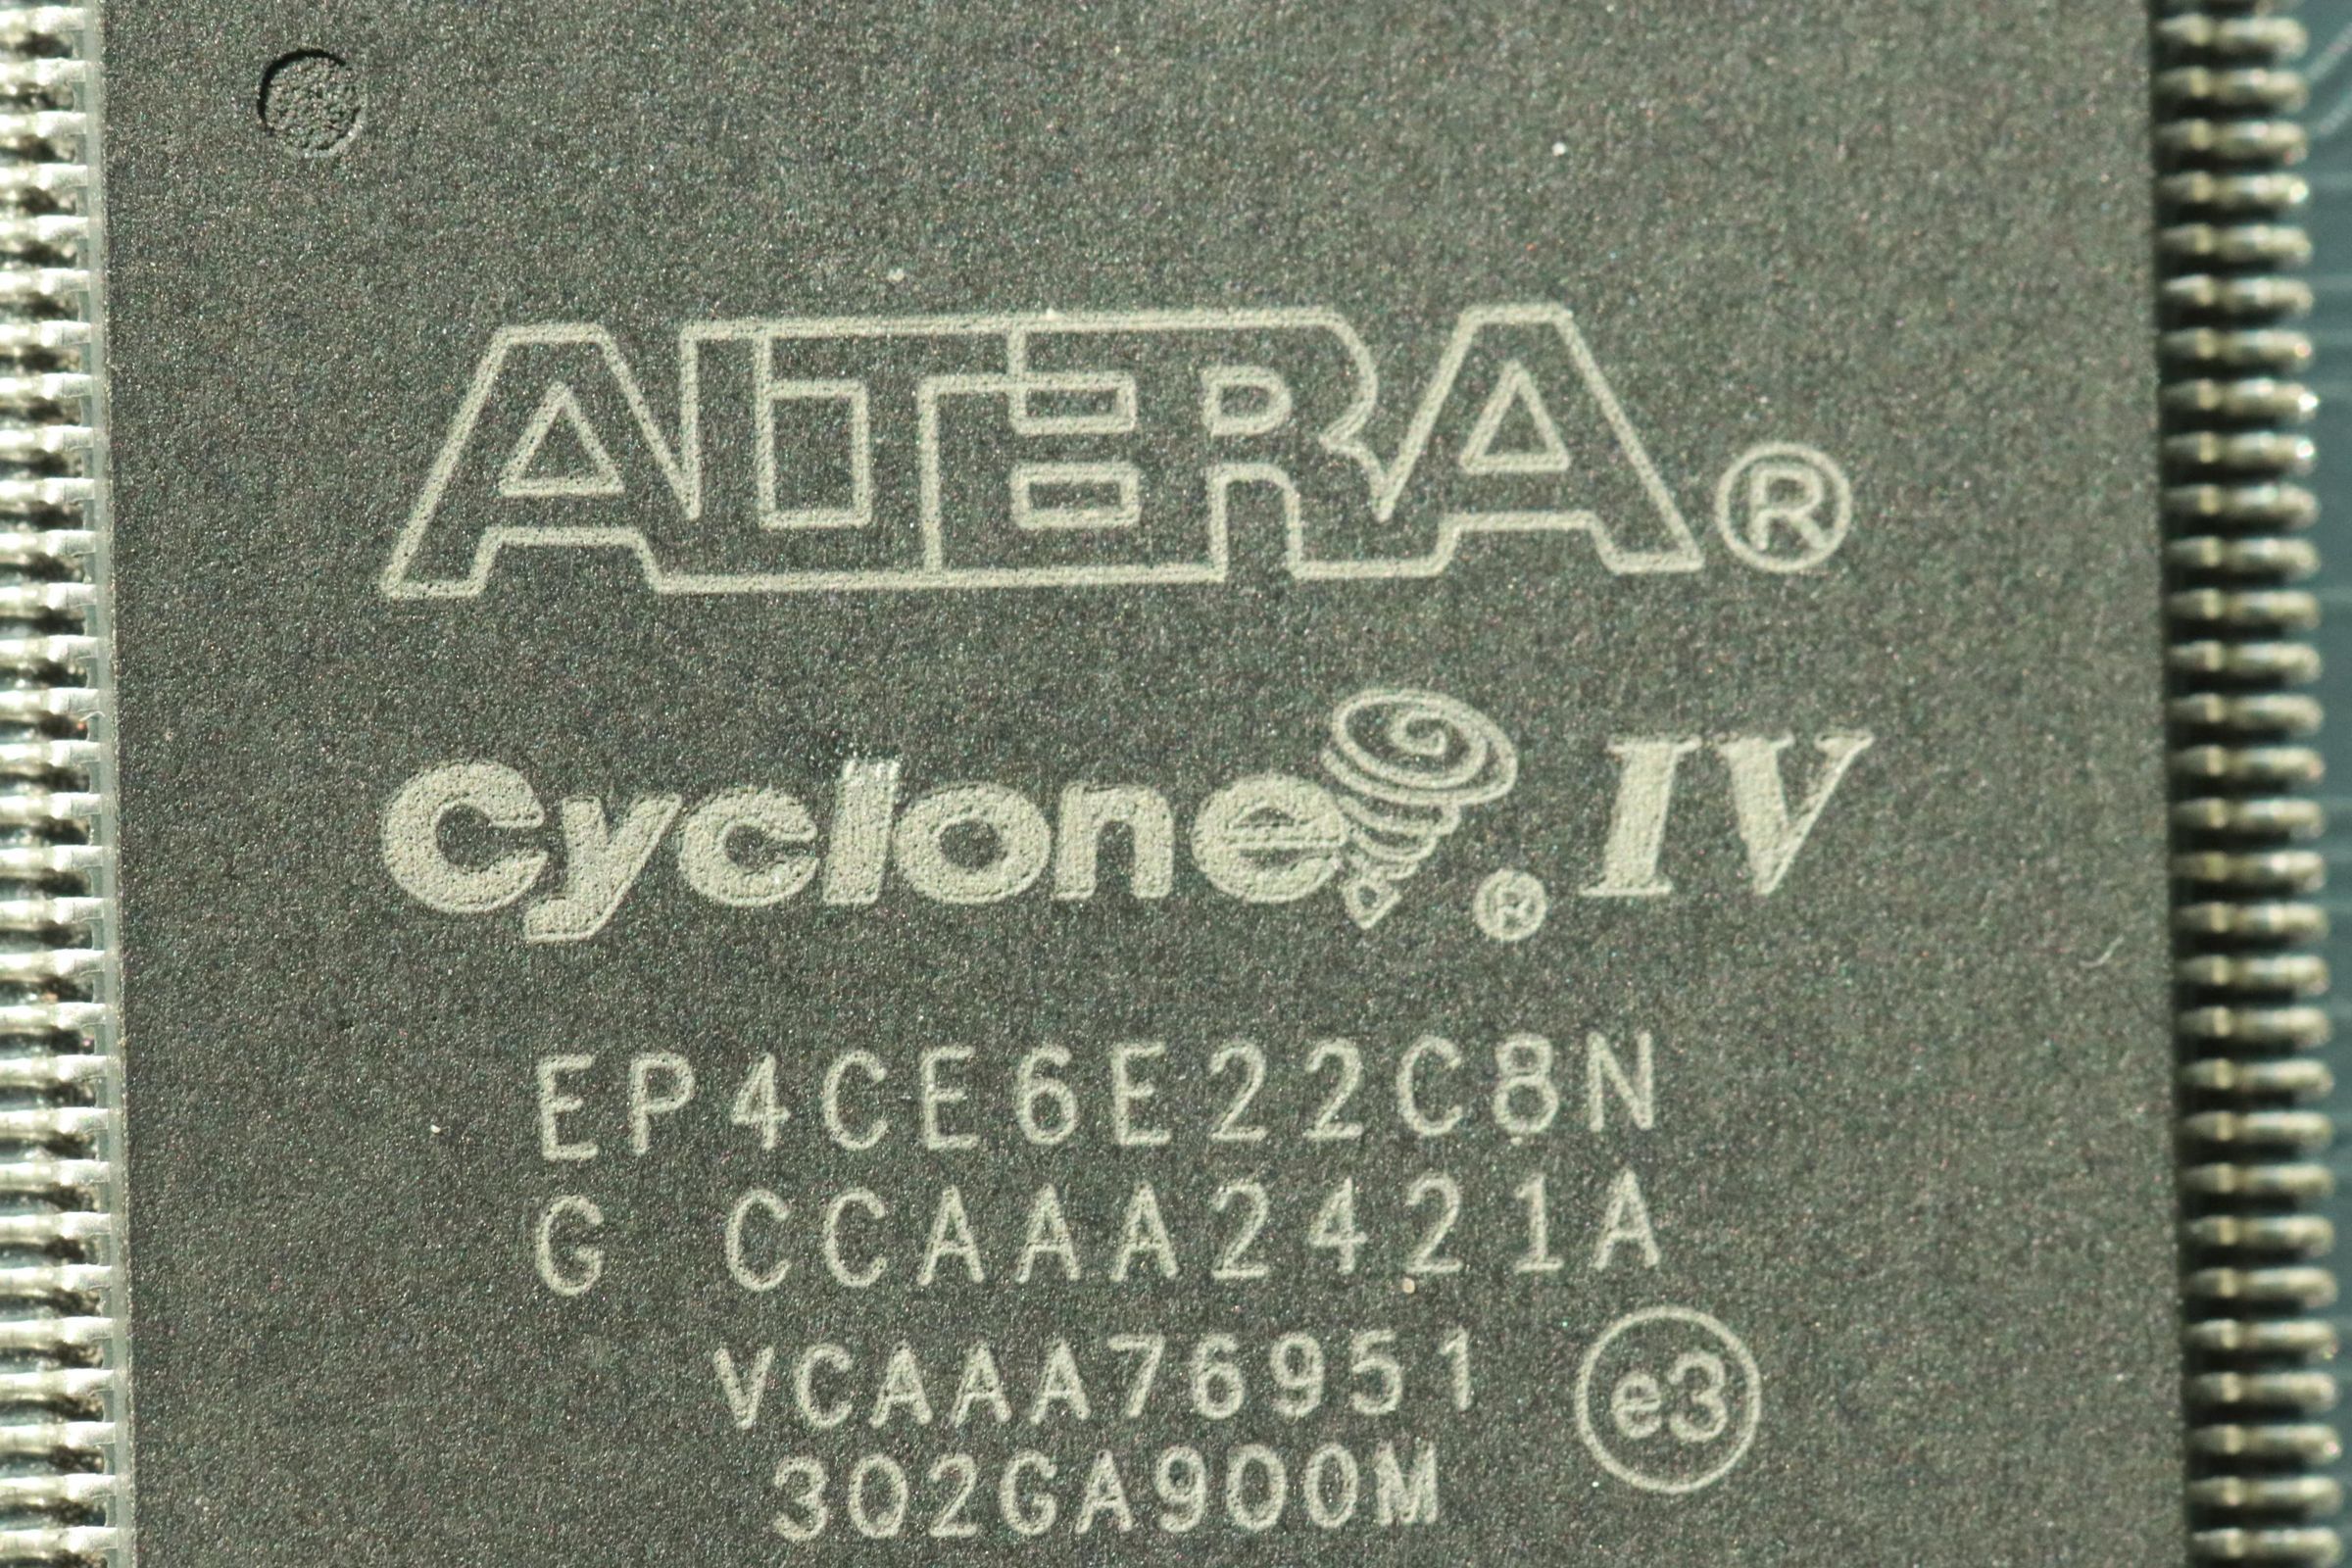 ALTERA®
Cyclone® IV
EP4CE6E22C8N
G CCAAA2421A
VCAAA76951
e3
302GA900M